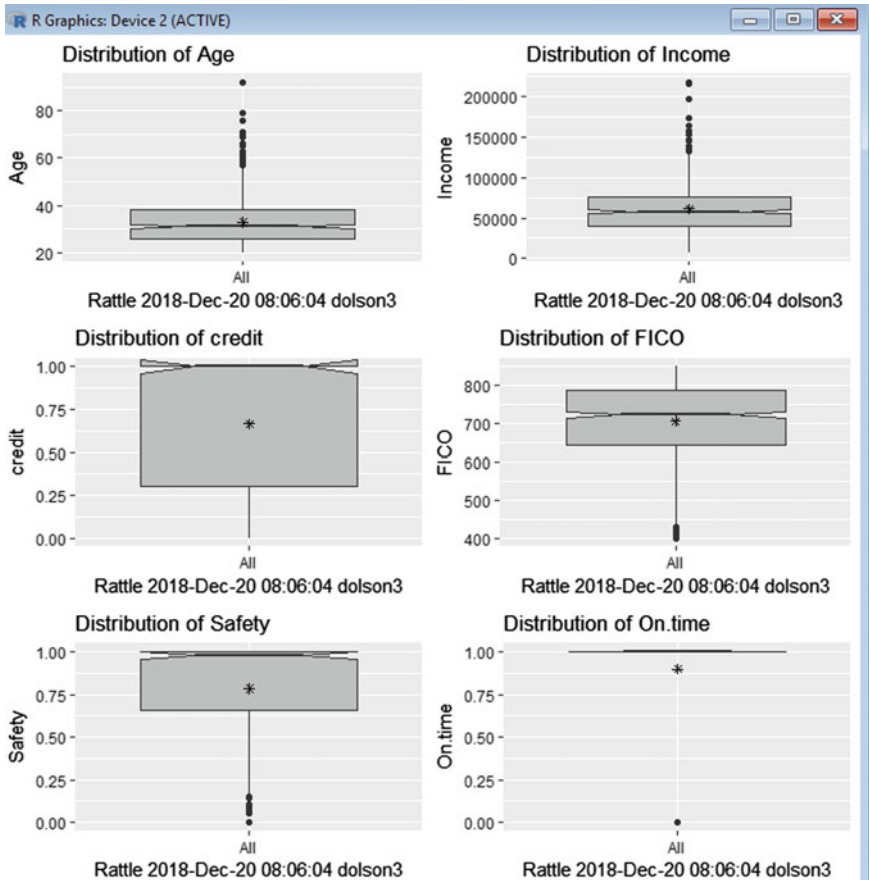 R Graphics: Device 2 (ACTIVE)
Distribution of Age
Age
80
60
40
20
All
Rattle 2018-Dec-20 08:06:04 dolson3
Distribution of Income
Income
200000
150000
100000
50000
0
All
Rattle 2018-Dec-20 08:06:04 dolson3
Distribution of credit
credit
1.00
0.75
0.50
0.25
0.00
All
Rattle 2018-Dec-20 08:06:04 dolson3
Distribution of FICO
FICO
800
700
600
500
400
All
Rattle 2018-Dec-20 08:06:04 dolson3
Distribution of Safety
Safety
1.00
0.75
0.50
0.25
0.00
All
Rattle 2018-Dec-20 08:06:04 dolson3
Distribution of On.time
On.time
1.00
0.75
0.50
0.25
0.00
All
Rattle 2018-Dec-20 08:06:04 dolson3